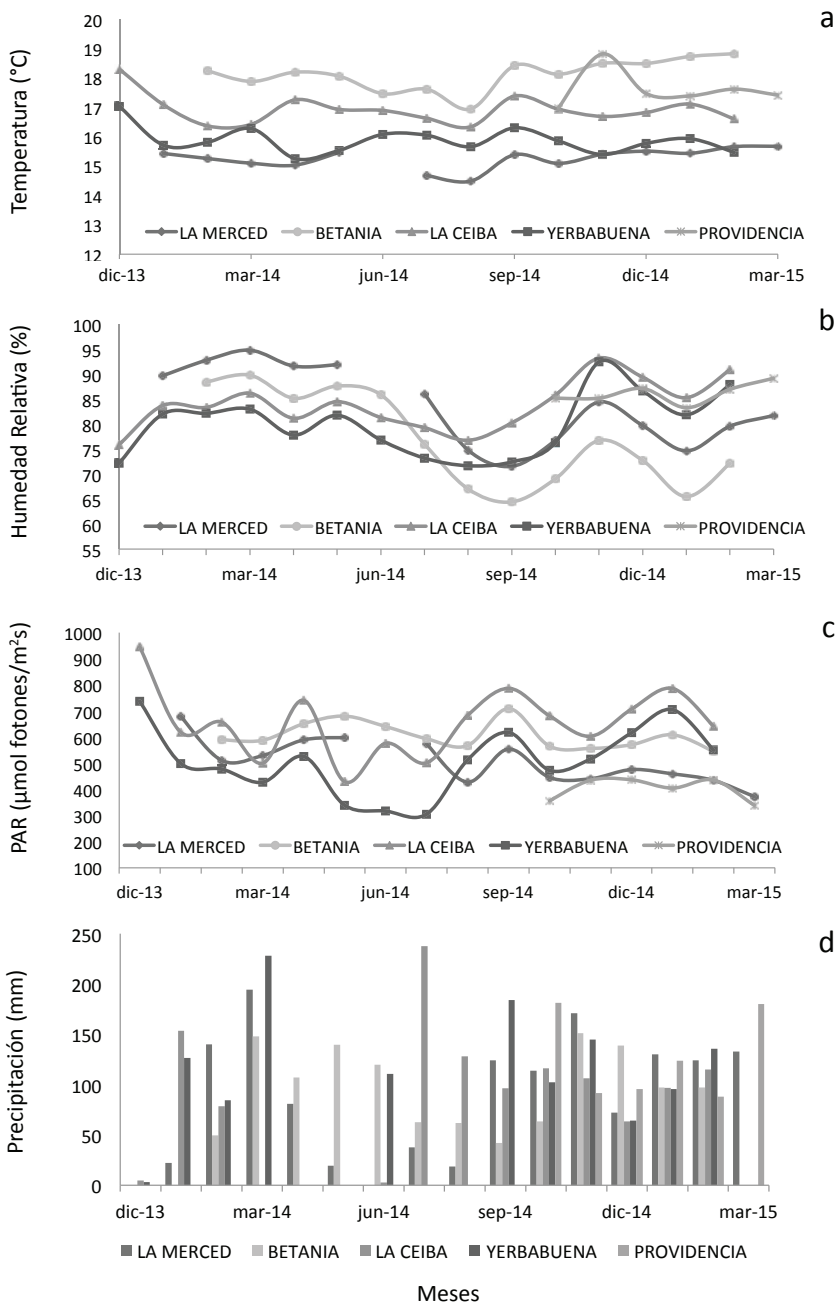 a
Temperatura (°C)
20
19
18
17
16
15
14
13
12
LA MERCED BETANIA LA CEIBA YERBABUENA PROVIDENCIA
dic-13 mar-14 jun-14 sep-14 dic-14 mar-15
b
Humedad Relativa (%)
100
95
90
85
80
75
70
65
60
55
LA MERCED BETANIA LA CEIBA YERBABUENA PROVIDENCIA
dic-13 mar-14 jun-14 sep-14 dic-14 mar-15
c
PAR (µmol fotones/m²s)
1000
900
800
700
600
500
400
300
200
100
LA MERCED BETANIA LA CEIBA YERBABUENA PROVIDENCIA
dic-13 mar-14 jun-14 sep-14 dic-14 mar-15
d
Precipitación (mm)
250
200
150
100
50
0
dic-13 mar-14 jun-14 sep-14 dic-14 mar-15
LA MERCED BETANIA LA CEIBA YERBABUENA PROVIDENCIA
Meses